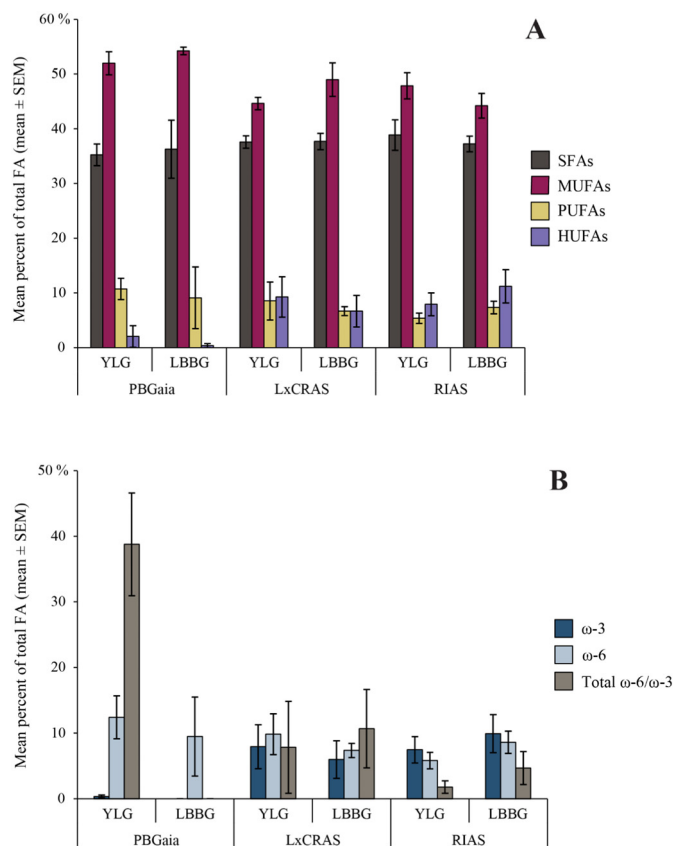 A
60 %
50
40
30
20
10
0
Mean percent of total FA (mean ± SEM)
SFAs
MUFAs
PUFAs
HUFAs
YLG LBBG YLG LBBG YLG LBBG
PBGaia LxCRAS RIAS
B
50 %
40
30
20
10
0
Mean percent of total FA (mean ± SEM)
ω-3
ω-6
Total ω-6/ω-3
YLG LBBG YLG LBBG YLG LBBG
PBGaia LxCRAS RIAS